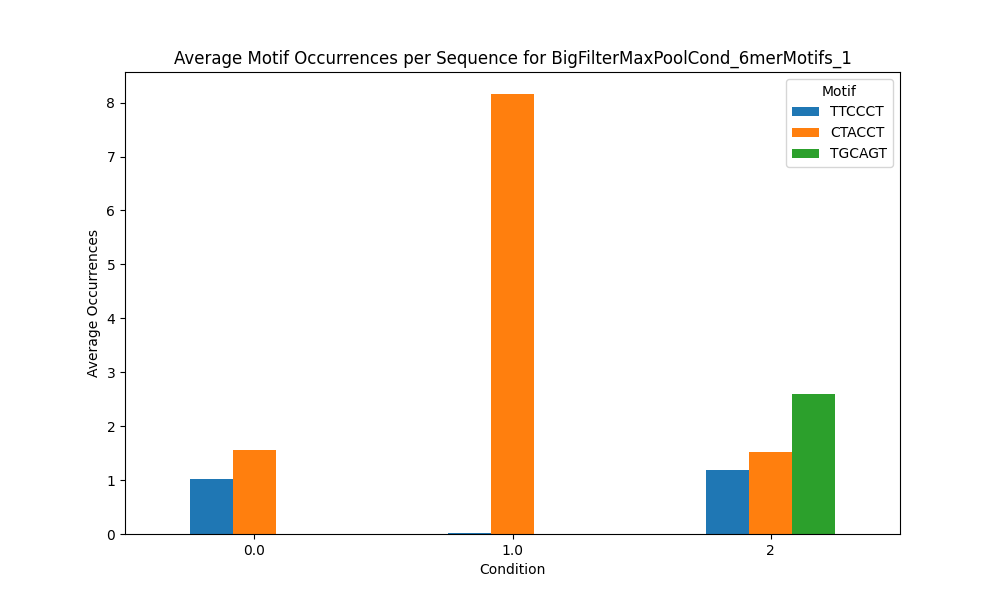 Average Motif Occurrences per Sequence for BigFilterMaxPoolCond_6merMotifs_1
Motif
TTCCCT
CTACCT
TGCAGT
8
7
6
5
4
3
2
1
0
Average Occurrences
0.0
1.0
2
Condition